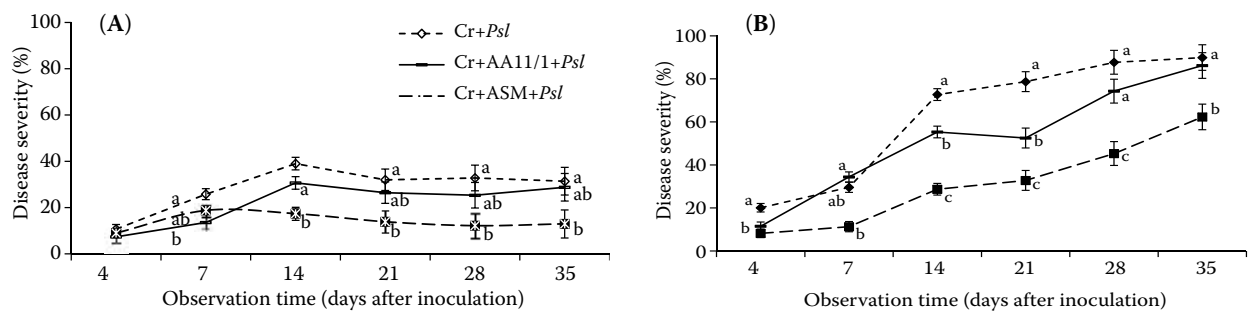 (A)
Disease severity (%)
100
80
60
40
20
0
Cr+Psl
Cr+AA11/1+Psl
Cr+ASM+Psl
a
a
a
a
a
ab
a
ab
ab
ab
b
b
b
b
b
4 7 14 21 28 35
Observation time (days after inoculation)
(B)
Disease severity (%)
100
80
60
40
20
0
a
a
a
a
a
a
a
b
b
ab
b
b
b
b
c
c
c
4 7 14 21 28 35
Observation time (days after inoculation)